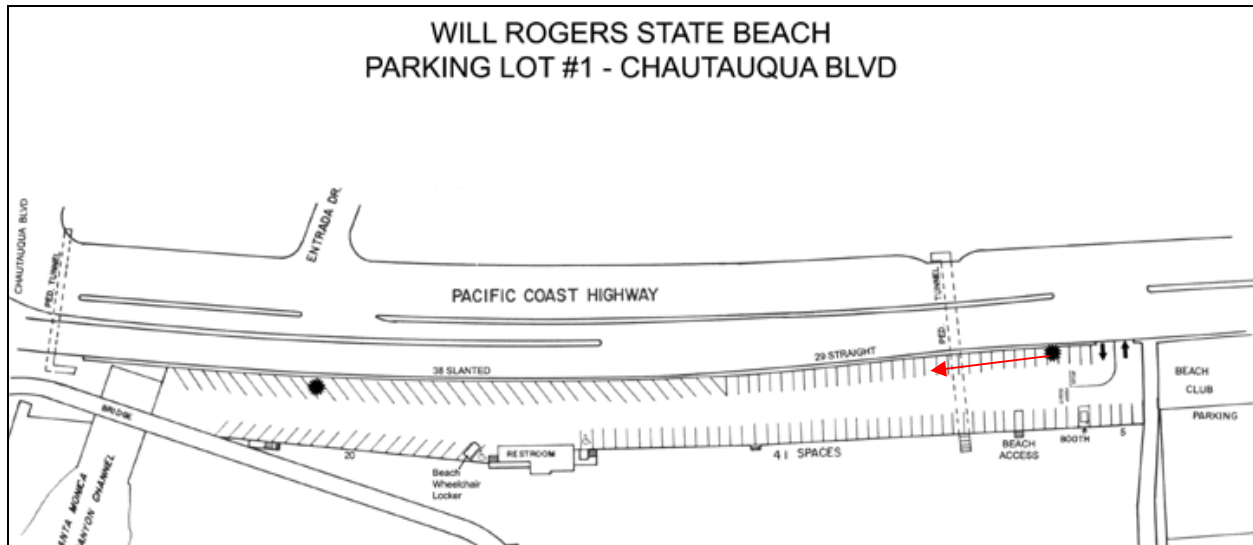 WILL ROGERS STATE BEACH
PARKING LOT #1 - CHAUTAUQUA BLVD
CHAUTAUQUA BLVD
PED. TUNNEL
ENTRADA DR.
PACIFIC COAST HIGHWAY
PED. TUNNEL
38 SLANTED
29 STRAIGHT
BEACH
CLUB
PARKING
BRIDGE
20
Beach
Wheelchair
Locker
RESTROOM
41 SPACES
BEACH
ACCESS
BOOTH
5
ANTA MONICA
ANYON CHANNEL